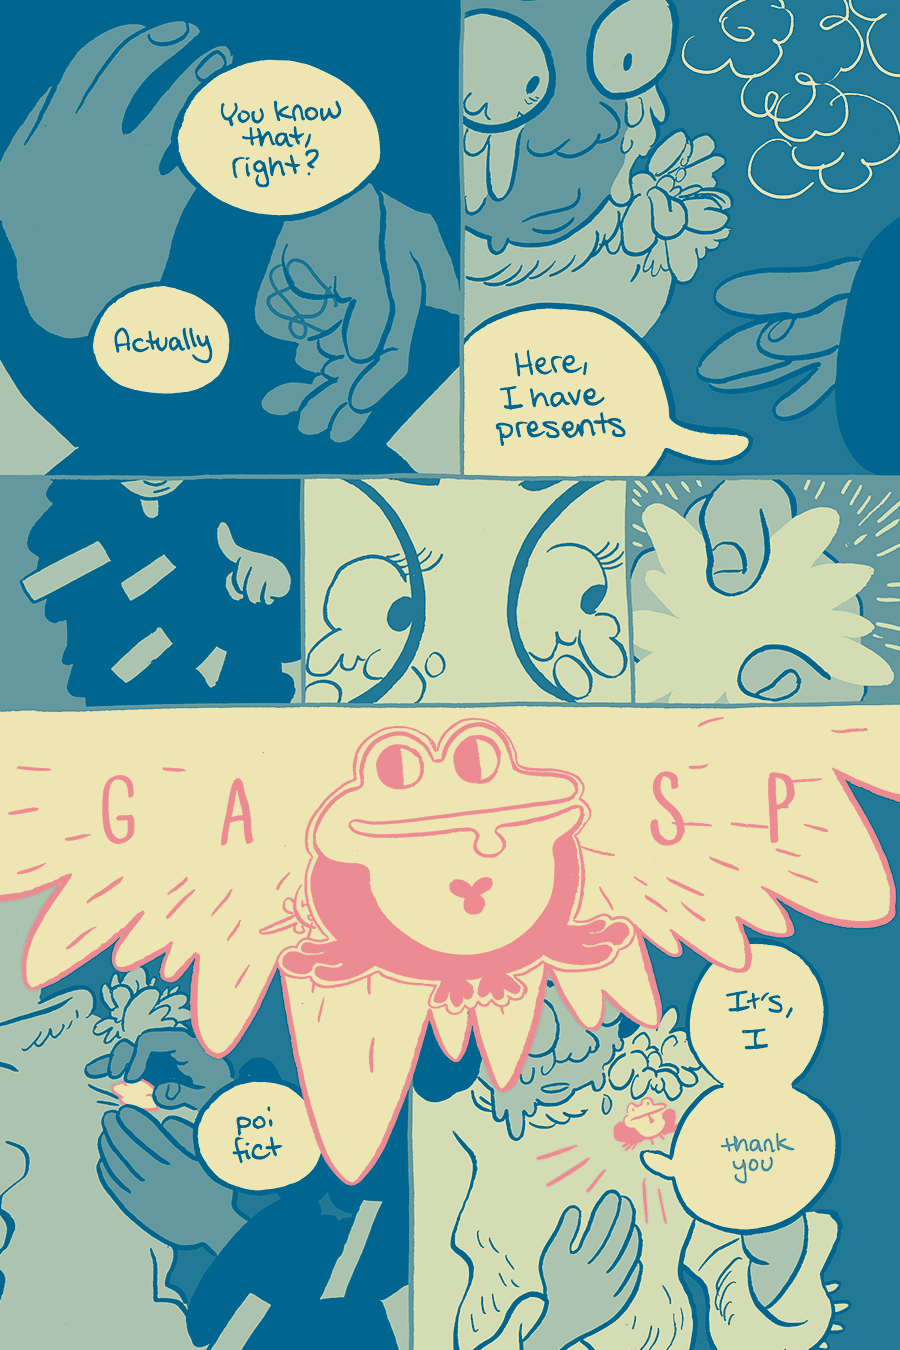 You know
that,
right?
Actually
Here,
I have
presents
G A S P
poi
fict
It's,
I
thank
you